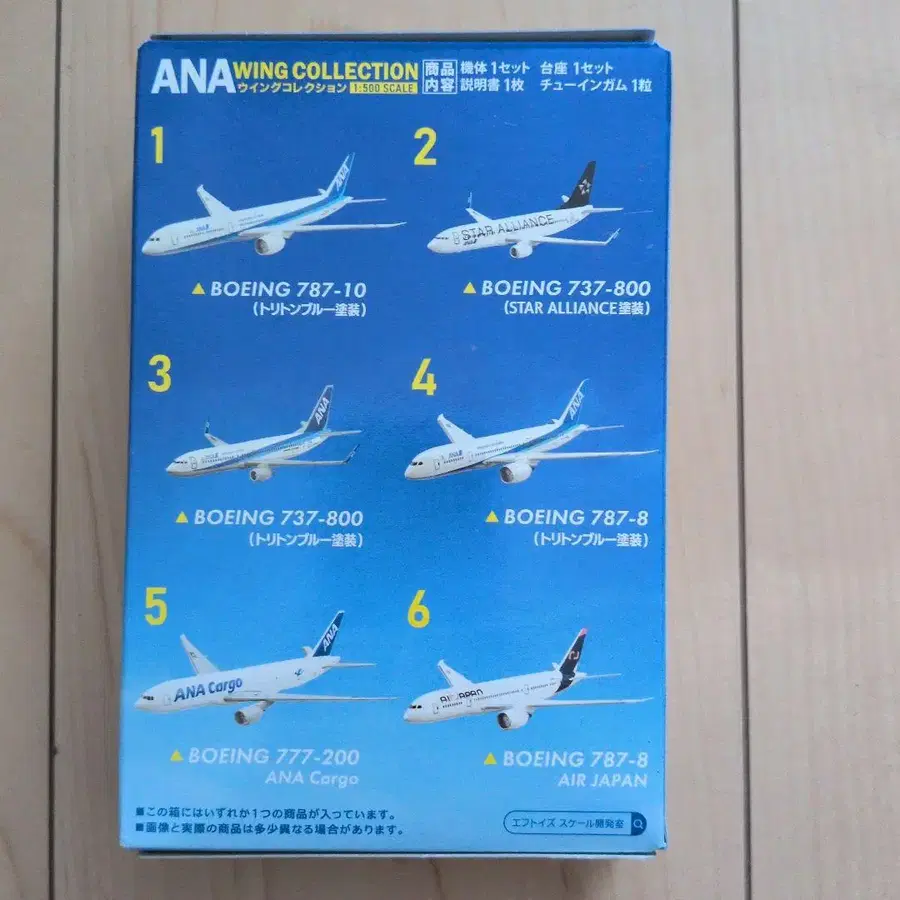 ANA WING COLLECTION
ウイングコレクション 1:500 SCALE
商品内容
機体 1セット 台座 1セット
説明書 1枚 チューインガム 1粒
1
ANA
▲BOEING 787-10
(トリトンブルー塗装)
2
STAR ALLIANCE
▲BOEING 737-800
(STAR ALLIANCE塗装)
3
ANA
▲BOEING 737-800
(トリトンブルー塗装)
4
ANA
▲BOEING 787-8
(トリトンブルー塗装)
5
ANA
ANA Cargo
▲BOEING 777-200
ANA Cargo
6
AIRJAPAN
▲BOEING 787-8
AIR JAPAN
■この箱にはいずれか1つの商品が入っています。
■画像と実際の商品は多少異なる場合があります。
エフトイズ スケール開発室